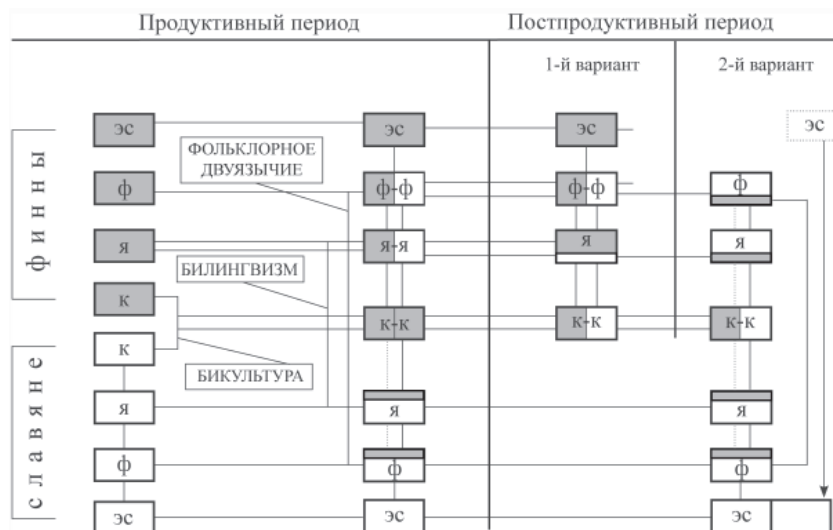 Продуктивный период
Постпродуктивный период
1-й вариант
2-й вариант
эс
эс
эс
эс
ФОЛЬКЛОРНОЕ
ДВУЯЗЫЧИЕ
ф
ф-ф
ф-ф
ф
финны
я
я-я
я
я
БИЛИНГВИЗМ
к
к-к
к-к
к-к
к
БИКУЛЬТУРА
славяне
я
я
я
ф
ф
ф
эс
эс
эс